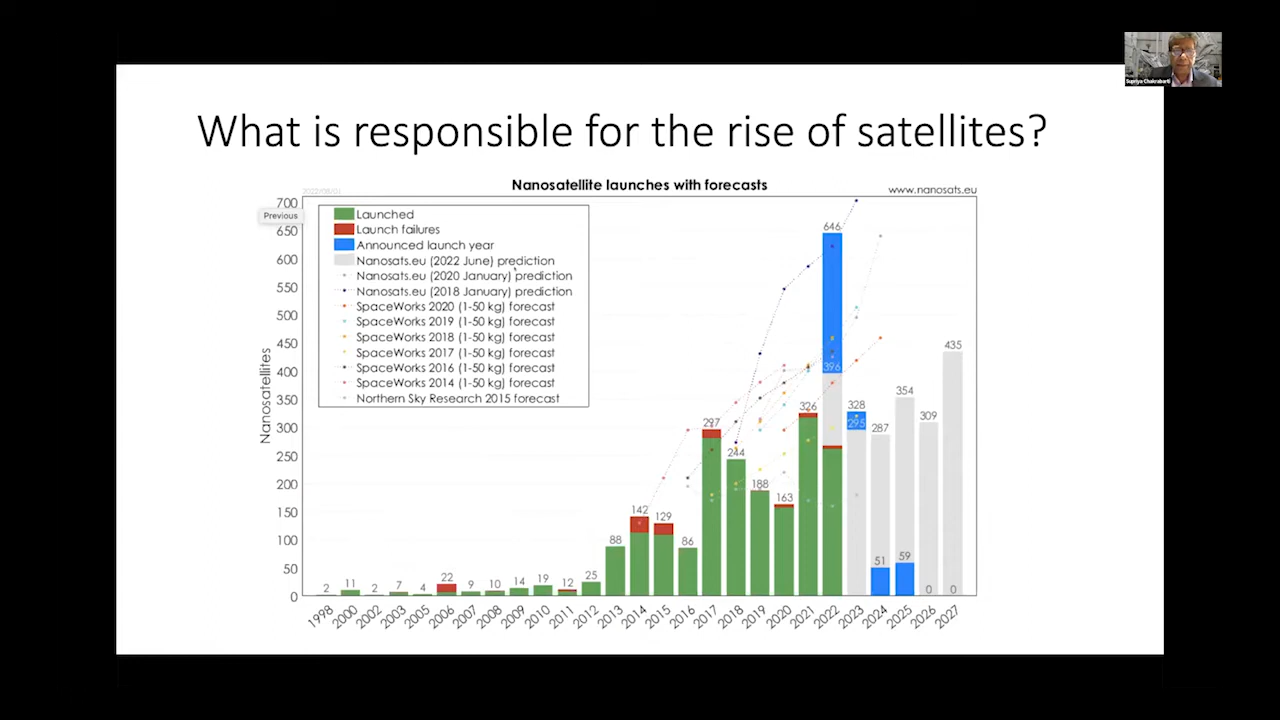 Supriya Chakrabarti
What is responsible for the rise of satellites?
Nanosatellite launches with forecasts
www.nanosats.eu
Previous
Launched
Launch failures
Announced launch year
Nanosats.eu (2022 June) prediction
Nanosats.eu (2020 January) prediction
Nanosats.eu (2018 January) prediction
SpaceWorks 2020 (1-50 kg) forecast
SpaceWorks 2019 (1-50 kg) forecast
SpaceWorks 2018 (1-50 kg) forecast
SpaceWorks 2017 (1-50 kg) forecast
SpaceWorks 2016 (1-50 kg) forecast
SpaceWorks 2014 (1-50 kg) forecast
Northern Sky Research 2015 forecast
Nanosatellites
700
650
600
550
500
450
400
350
300
250
200
150
100
50
0
2 11 2 7 4 22 9 10 14 19 12 25 88 142 129 86 297 244 188 163 326 646 396 328 295 287 51 354 59 309 0 435 0
1998 2000 2002 2003 2005 2006 2007 2008 2009 2010 2011 2012 2013 2014 2015 2016 2017 2018 2019 2020 2021 2022 2023 2024 2025 2026 2027